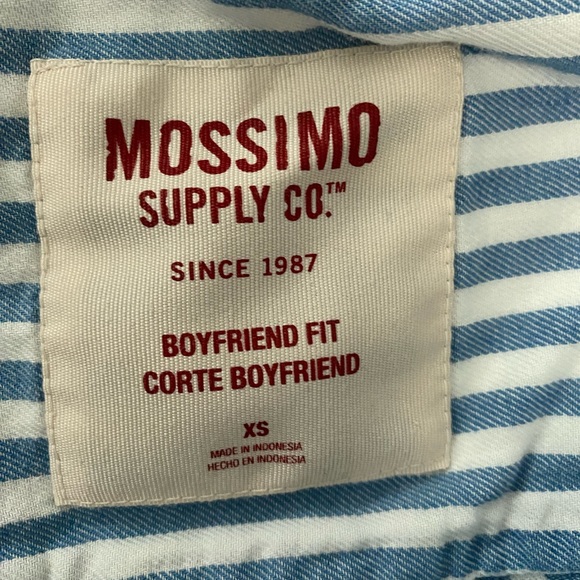 MOSSIMO
SUPPLY CO.™
SINCE 1987
BOYFRIEND FIT
CORTE BOYFRIEND
XS
MADE IN INDONESIA
HECHO EN INDONESIA